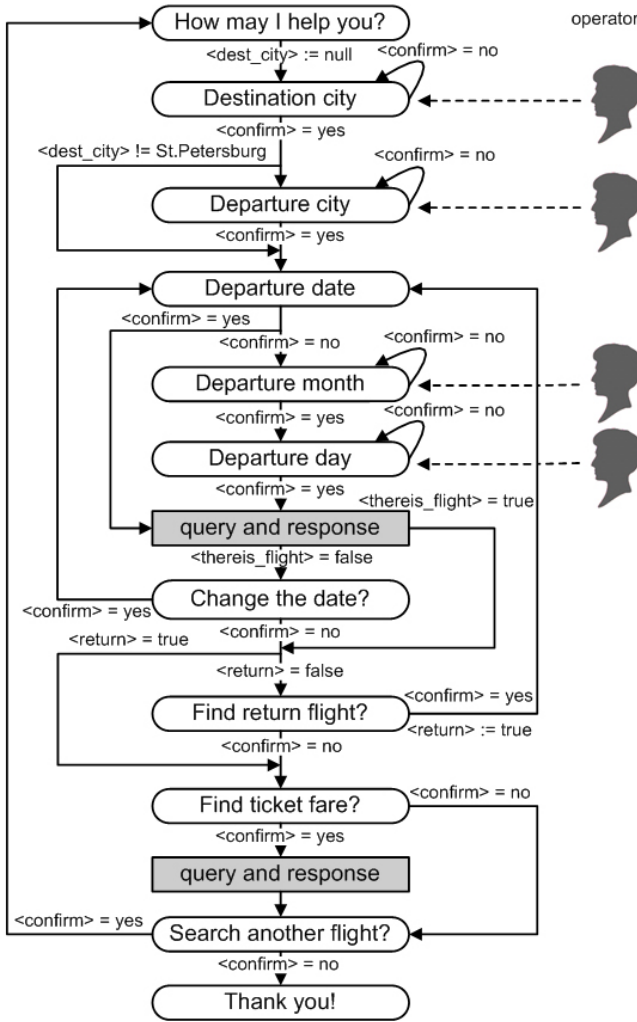 How may I help you?
operator
<dest_city> := null
<confirm> = no
Destination city
<confirm> = yes
<dest_city> != St.Petersburg
<confirm> = no
Departure city
<confirm> = yes
Departure date
<confirm> = yes
<confirm> = no
<confirm> = no
Departure month
<confirm> = yes
<confirm> = no
Departure day
<confirm> = yes
<thereis_flight> = true
query and response
<thereis_flight> = false
Change the date?
<confirm> = yes
<confirm> = no
<return> = true
<return> = false
<confirm> = yes
Find return flight?
<return> := true
<confirm> = no
Find ticket fare?
<confirm> = no
<confirm> = yes
query and response
<confirm> = yes
Search another flight?
<confirm> = no
Thank you!